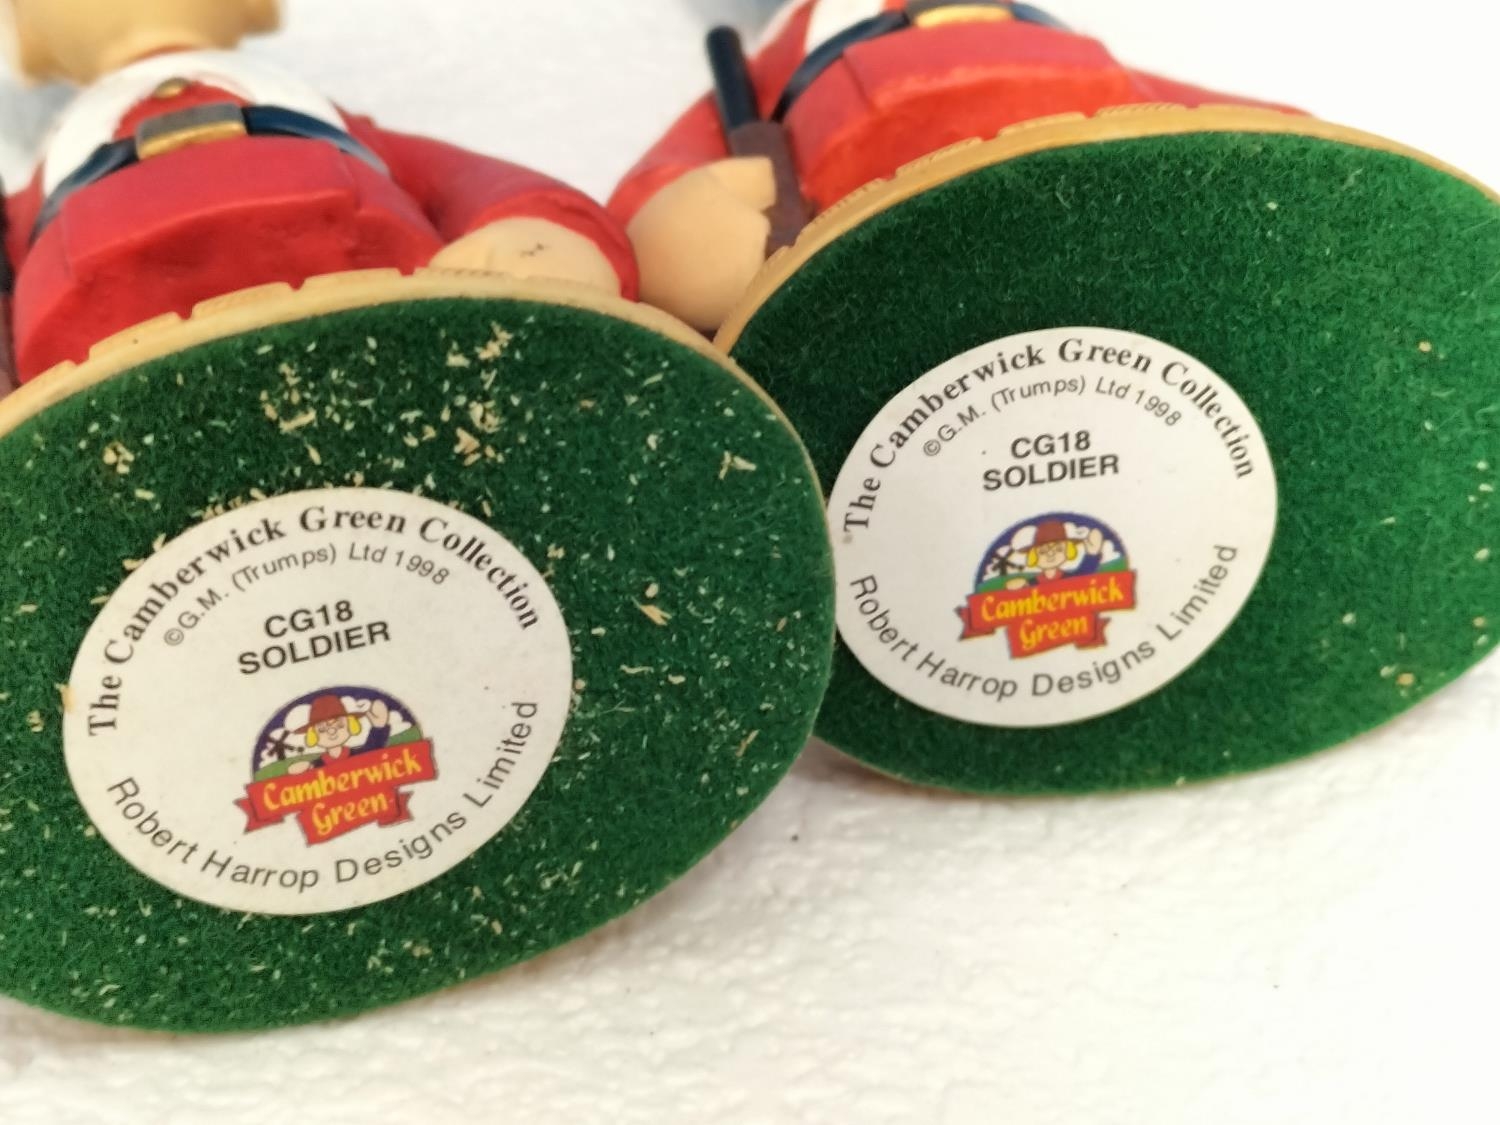 The Camberwick Green Collection
©G.M. (Trumps) Ltd 1998
CG18
SOLDIER
Camberwick
Green
Robert Harrop Designs Limited
The Camberwick Green Collection
©G.M. (Trumps) Ltd 1998
CG18
SOLDIER
Camberwick
Green
Robert Harrop Designs Limited